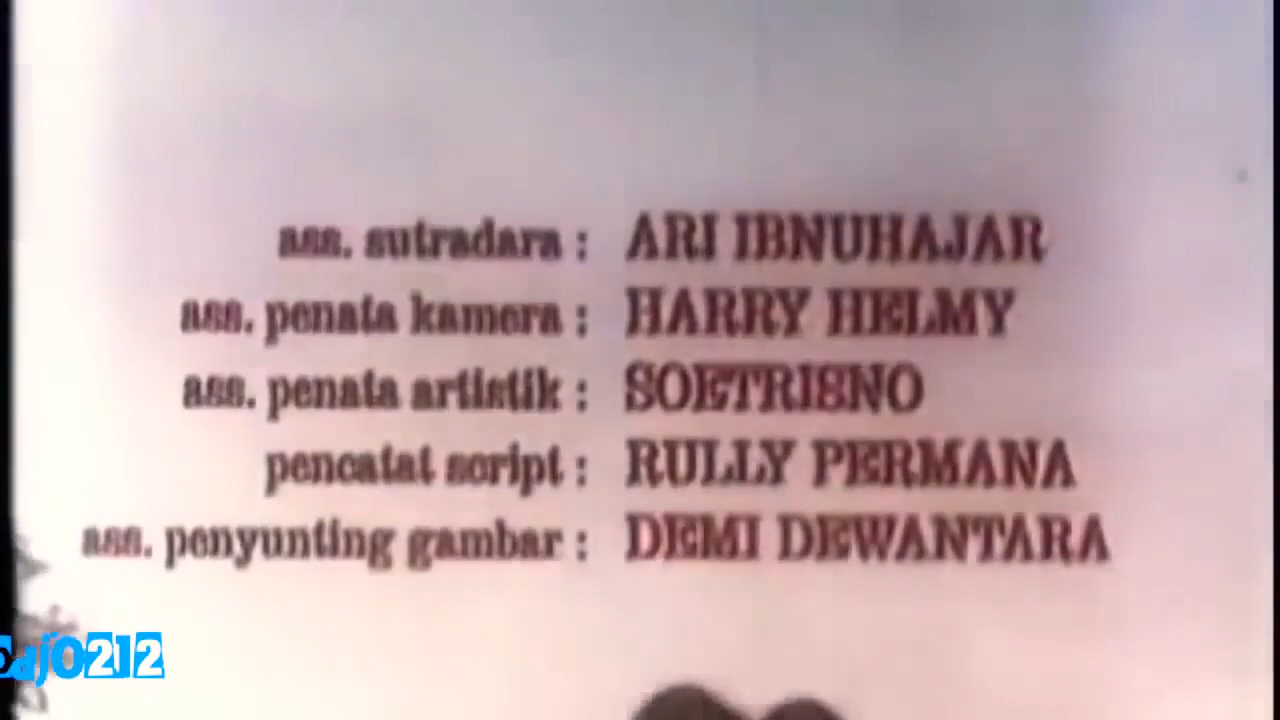 ass. sutradara : ARI IBNUHAJAR
ass. penata kamera : HARRY HELMY
ass. penata artistik : SOETRISNO
pencatat script : RULLY PERMANA
ass. penyunting gambar : DEMI DEWANTARA